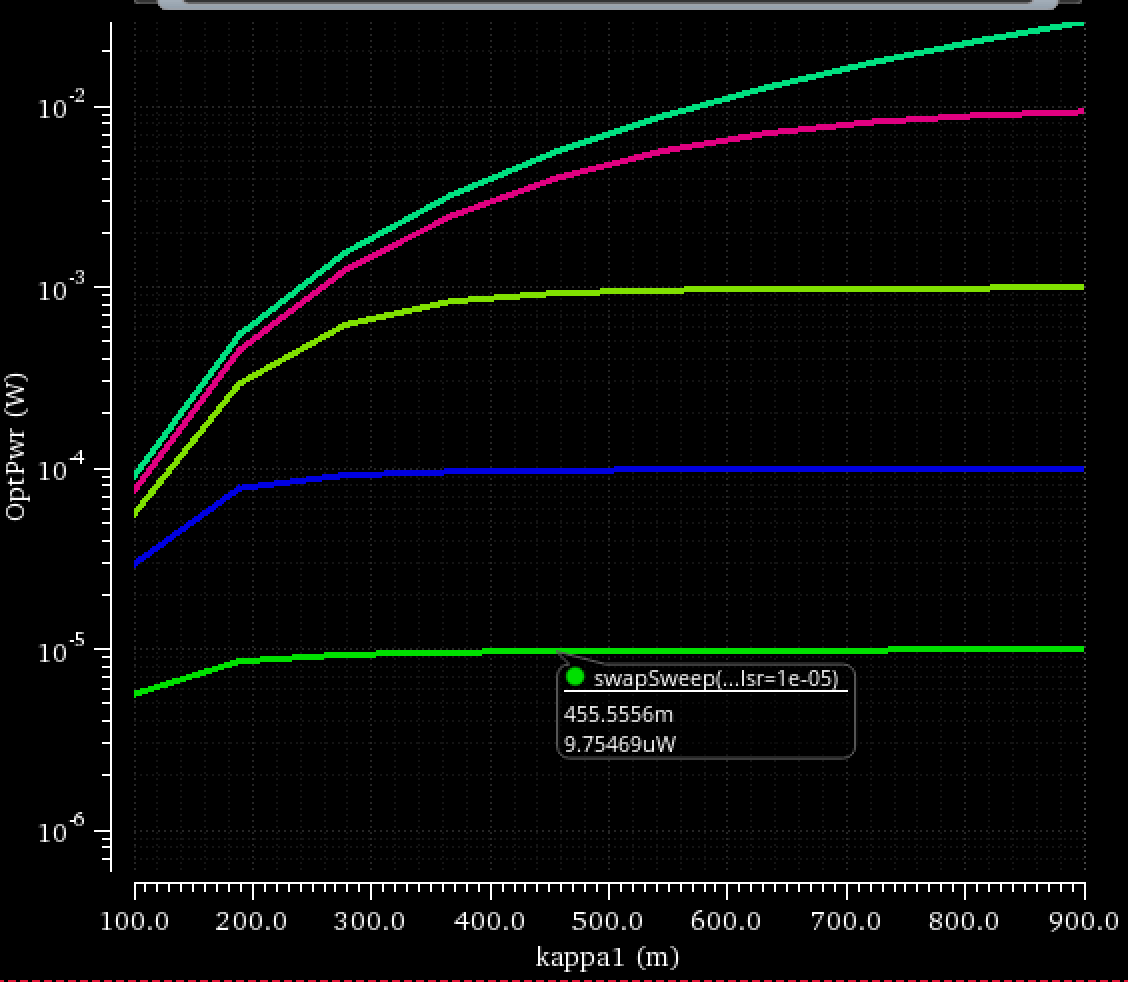 10-2
10-3
10-4
10-5
10-6
OptPwr (W)
swapSweep(...lsr=1e-05)
455.5556m
9.75469uW
100.0 200.0 300.0 400.0 500.0 600.0 700.0 800.0 900.0
kappa1 (m)